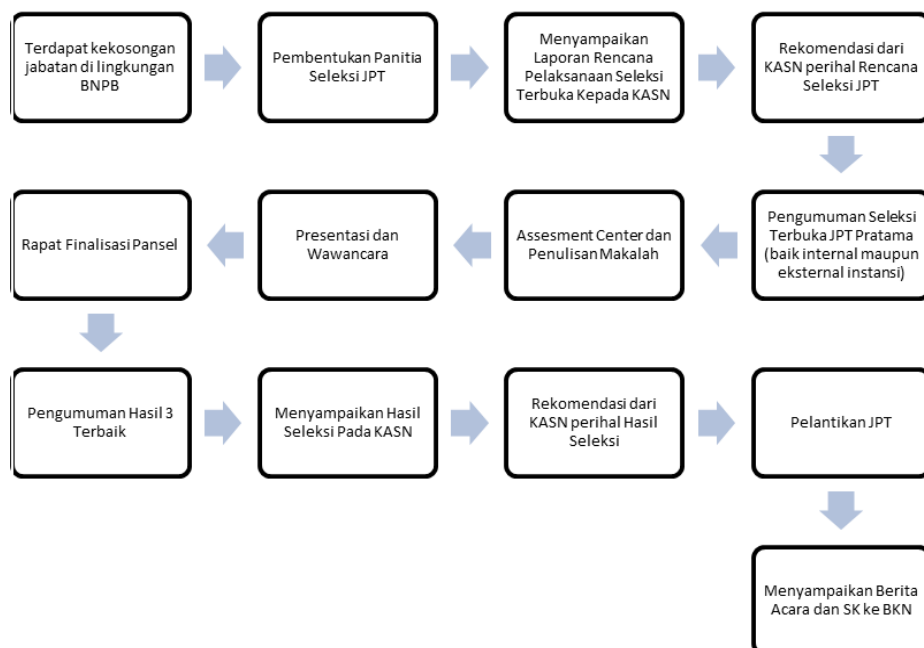 Terdapat kekosongan
jabatan di lingkungan
BNPB
Pembentukan Panitia
Seleksi JPT
Menyampaikan
Laporan Rencana
Pelaksanaan Seleksi
Terbuka Kepada KASN
Rekomendasi dari
KASN perihal Rencana
Seleksi JPT
Pengumuman Seleksi
Terbuka JPT Pratama
(baik internal maupun
eksternal instansi)
Assesment Center dan
Penulisan Makalah
Presentasi dan
Wawancara
Rapat Finalisasi Pansel
Pengumuman Hasil 3
Terbaik
Menyampaikan Hasil
Seleksi Pada KASN
Rekomendasi dari
KASN perihal Hasil
Seleksi
Pelantikan JPT
Menyampaikan Berita
Acara dan SK ke BKN